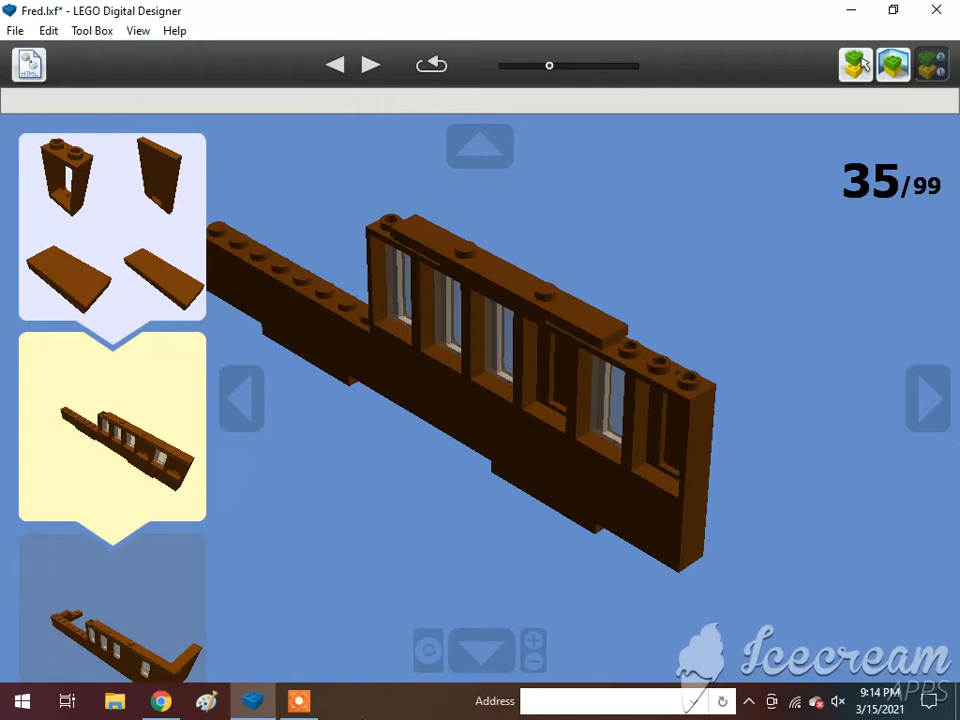 Fred.lxf* - LEGO Digital Designer
File Edit Tool Box View Help
HTML
35/99
Icecream
APPS
Address
9:14 PM
3/15/2021